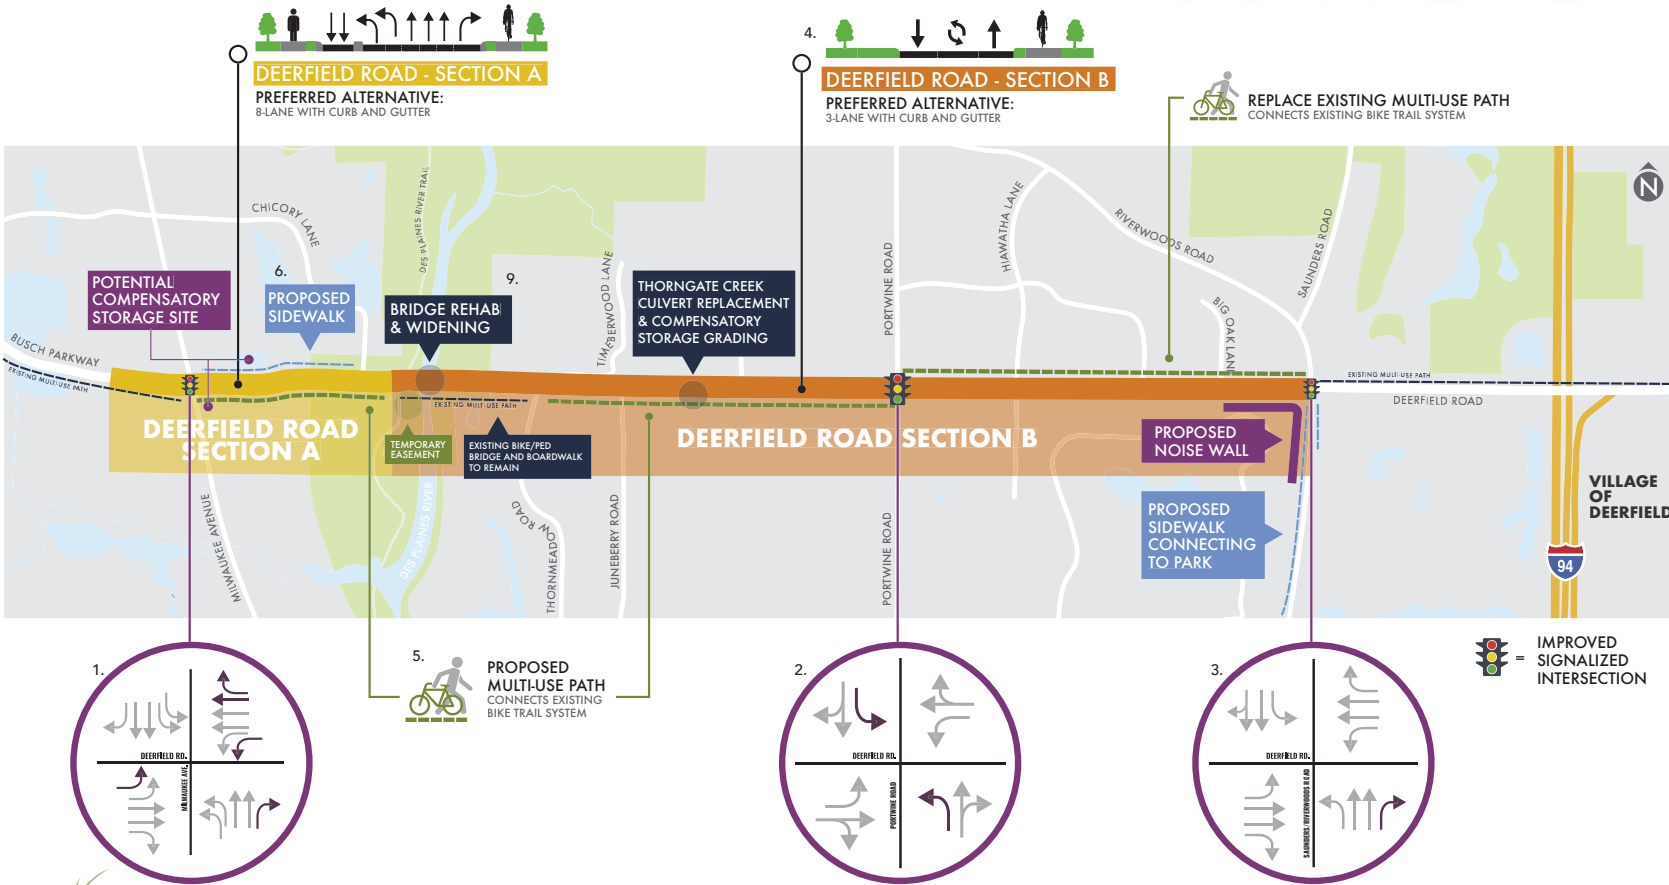 DEERFIELD ROAD - SECTION A
PREFERRED ALTERNATIVE:
8-LANE WITH CURB AND GUTTER
4.
DEERFIELD ROAD - SECTION B
PREFERRED ALTERNATIVE:
3-LANE WITH CURB AND GUTTER
REPLACE EXISTING MULTI-USE PATH
CONNECTS EXISTING BIKE TRAIL SYSTEM
N
CHICORY LANE
DES PLAINES RIVER TRAIL
TIMBERWOOD LANE
PORTWINE ROAD
HIAWATHA LANE
RIVERWOODS ROAD
SAUNDERS ROAD
BIG OAK LANE
POTENTIAL
COMPENSATORY
STORAGE SITE
6.
PROPOSED
SIDEWALK
9.
BRIDGE REHAB
& WIDENING
THORNGATE CREEK
CULVERT REPLACEMENT
& COMPENSATORY
STORAGE GRADING
BUSCH PARKWAY
EXISTING MULTI-USE PATH
EXISTING MULTI-USE PATH
EXISTING MULTI-USE PATH
DEERFIELD ROAD
DEERFIELD ROAD
SECTION A
TEMPORARY
EASEMENT
EXISTING BIKE/PED
BRIDGE AND BOARDWALK
TO REMAIN
DEERFIELD ROAD SECTION B
PROPOSED
NOISE WALL
PROPOSED
SIDEWALK
CONNECTING
TO PARK
VILLAGE
OF
DEERFIELD
94
MILWAUKEE AVENUE
DES PLAINES RIVER
THORNMEADOW ROAD
JUNEBERRY ROAD
PORTWINE ROAD
1.
DEERFIELD RD.
MILWAUKEE AVE.
5.
PROPOSED
MULTI-USE PATH
CONNECTS EXISTING
BIKE TRAIL SYSTEM
2.
DEERFIELD RD.
PORTWINE ROAD
3.
DEERFIELD RD.
SAUNDERS/RIVERWOODS ROAD
=
IMPROVED
SIGNALIZED
INTERSECTION